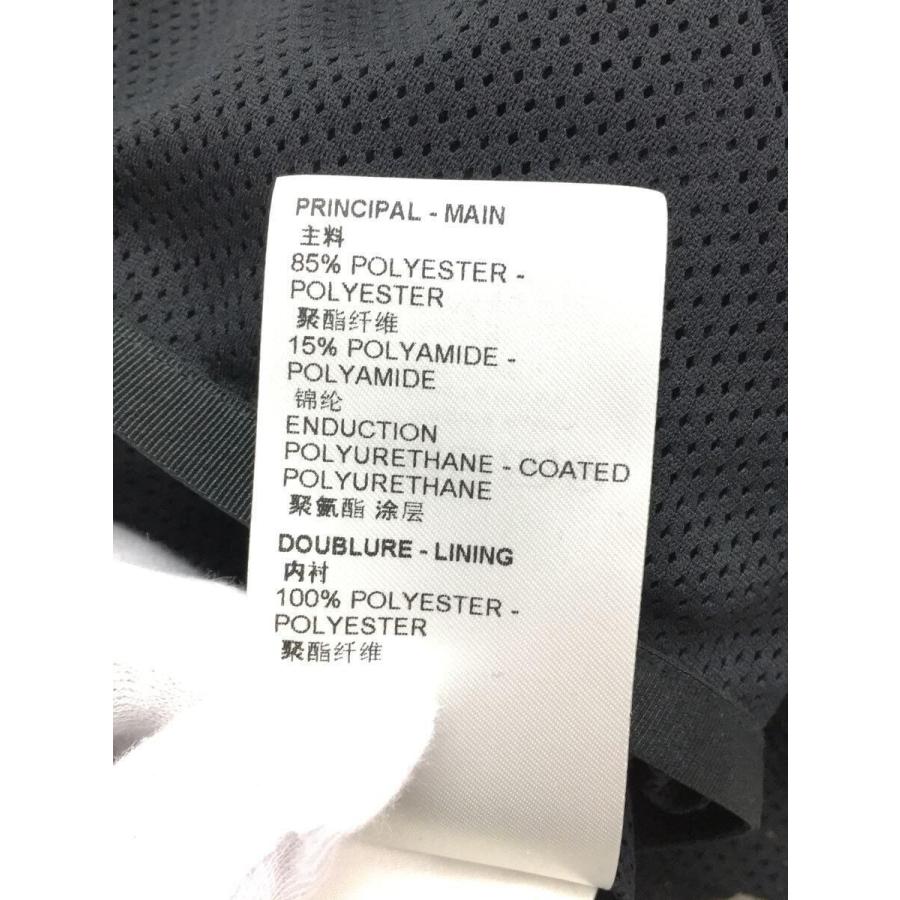 PRINCIPAL - MAIN
主料
85% POLYESTER -
POLYESTER
聚酯纤维
15% POLYAMIDE -
POLYAMIDE
锦纶
ENDUCTION
POLYURETHANE - COATED
POLYURETHANE
聚氨酯 涂层
DOUBLURE - LINING
内衬
100% POLYESTER -
POLYESTER
聚酯纤维